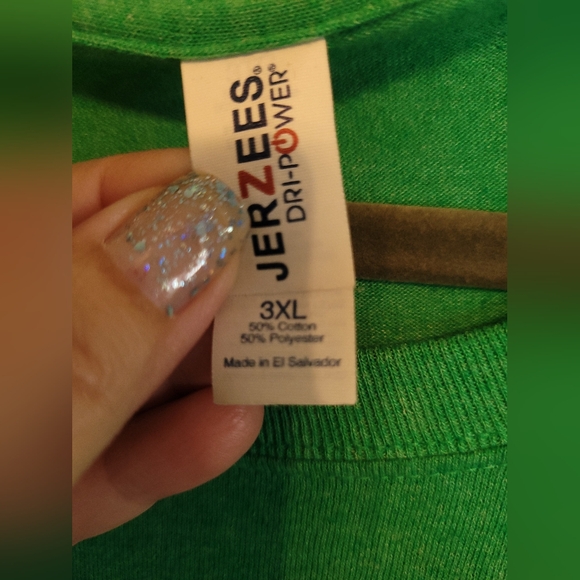 JERZEES®
DRI-POWER®
3XL
50% Cotton
50% Polyester
Made in El Salvador